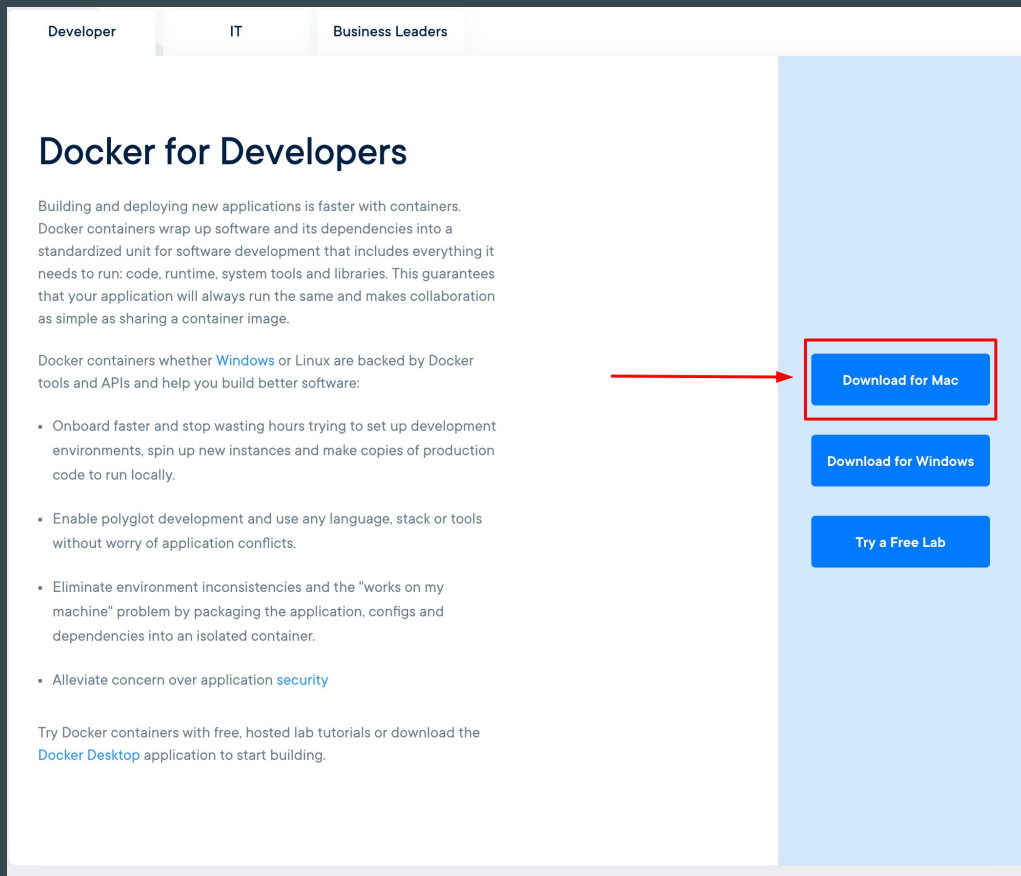 Developer
IT
Business Leaders
Docker for Developers
Building and deploying new applications is faster with containers.
Docker containers wrap up software and its dependencies into a
standardized unit for software development that includes everything it
needs to run: code, runtime, system tools and libraries. This guarantees
that your application will always run the same and makes collaboration
as simple as sharing a container image.
Docker containers whether Windows or Linux are backed by Docker
tools and APIs and help you build better software:
• Onboard faster and stop wasting hours trying to set up development
environments, spin up new instances and make copies of production
code to run locally.
• Enable polyglot development and use any language, stack or tools
without worry of application conflicts.
• Eliminate environment inconsistencies and the "works on my
machine" problem by packaging the application, configs and
dependencies into an isolated container.
• Alleviate concern over application security
Try Docker containers with free, hosted lab tutorials or download the
Docker Desktop application to start building.
Download for Mac
Download for Windows
Try a Free Lab